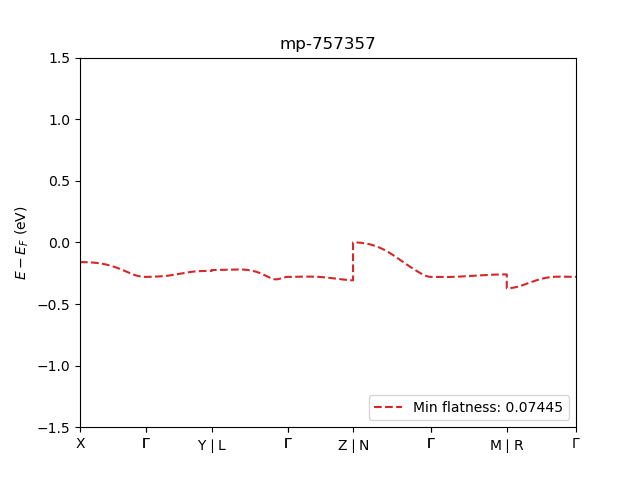 mp-757357
E − E_F (eV)
1.5
1.0
0.5
0.0
−0.5
−1.0
−1.5
Min flatness: 0.07445
X Γ Y | L Γ Z | N Γ M | R Γ